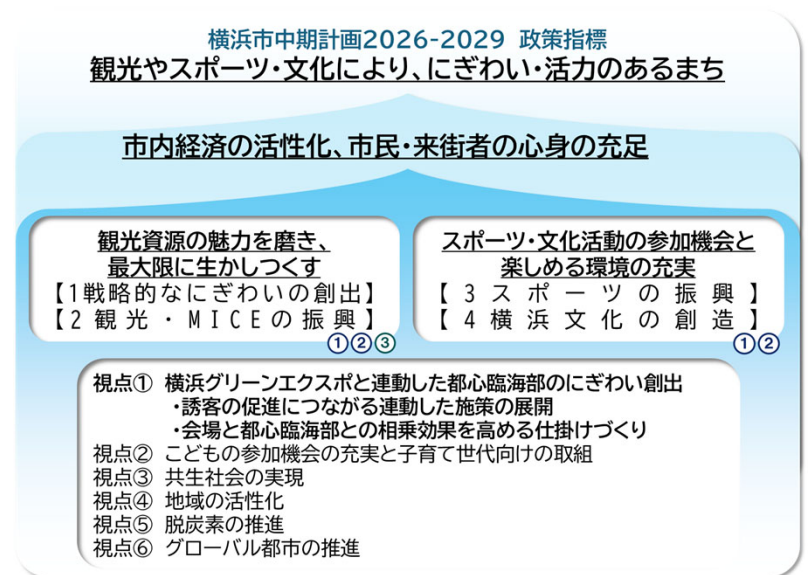 横浜市中期計画2026-2029 政策指標
観光やスポーツ・文化により、にぎわい・活力のあるまち
市内経済の活性化、市民・来街者の心身の充足
観光資源の魅力を磨き、
最大限に生かしつくす
【1戦略的なにぎわいの創出】
【2観光・MICEの振興】
①②③
スポーツ・文化活動の参加機会と
楽しめる環境の充実
【3スポーツの振興】
【4横浜文化の創造】
①②
視点① 横浜グリーンエクスポと連動した都心臨海部のにぎわい創出
・誘客の促進につながる連動した施策の展開
・会場と都心臨海部との相乗効果を高める仕掛けづくり
視点② こどもの参加機会の充実と子育て世代向けの取組
視点③ 共生社会の実現
視点④ 地域の活性化
視点⑤ 脱炭素の推進
視点⑥ グローバル都市の推進